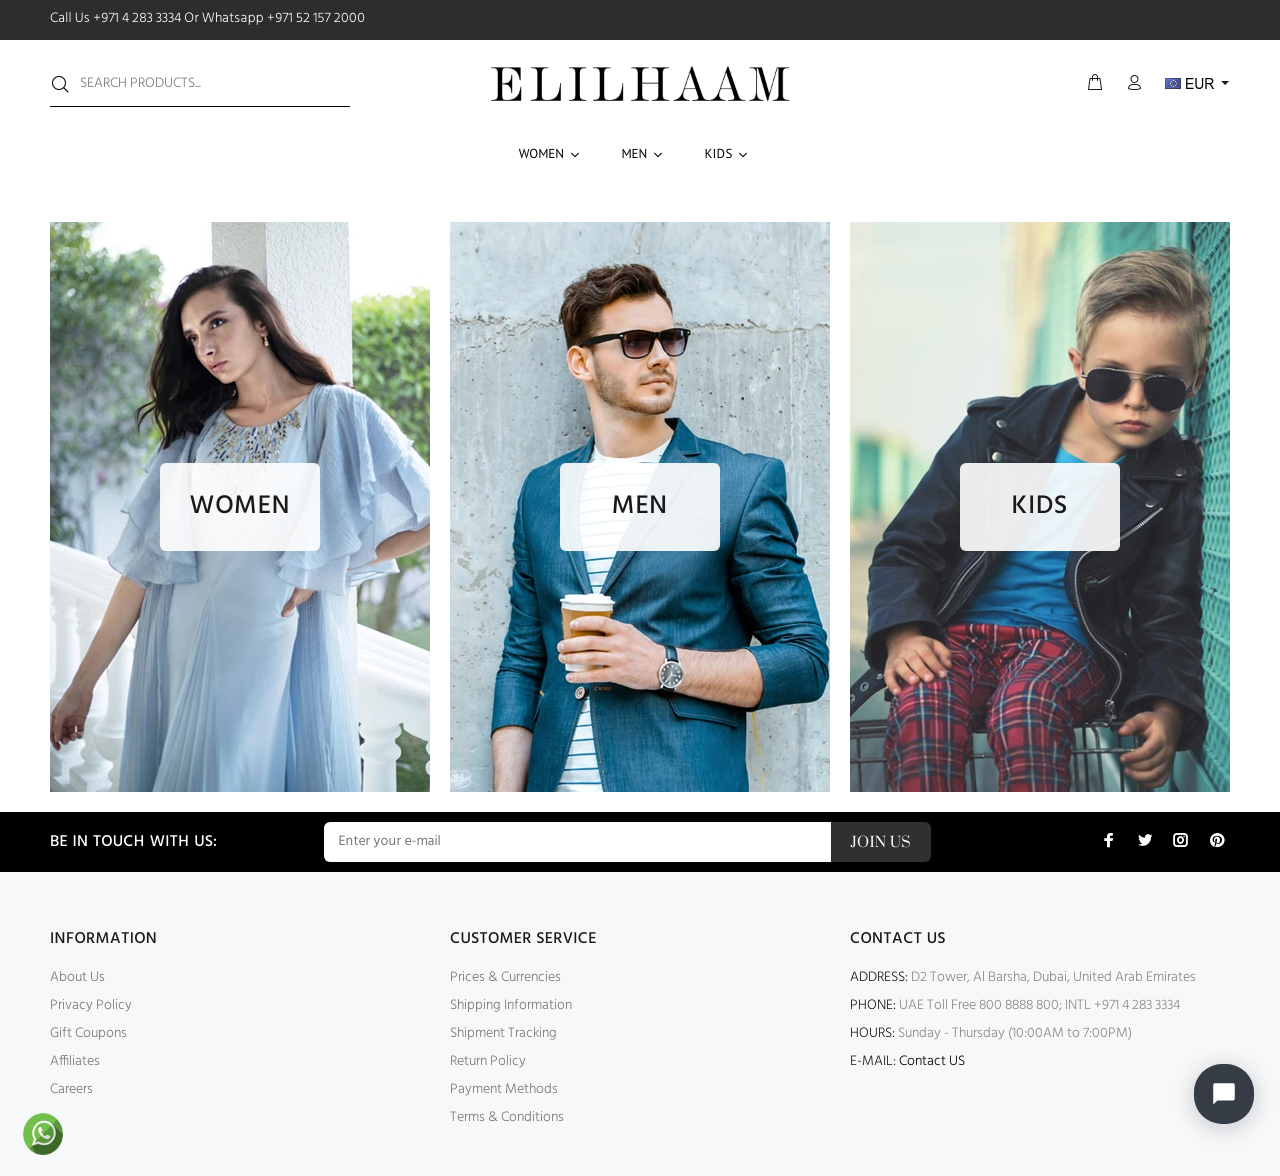 Call Us +971 4 283 3334 Or Whatsapp +971 52 157 2000
SEARCH PRODUCTS...
ELILHAAM
EUR
WOMEN
MEN
KIDS
WOMEN
MEN
KIDS
BE IN TOUCH WITH US:
Enter your e-mail
JOIN US
INFORMATION
About Us
Privacy Policy
Gift Coupons
Affiliates
Careers
CUSTOMER SERVICE
Prices & Currencies
Shipping Information
Shipment Tracking
Return Policy
Payment Methods
Terms & Conditions
CONTACT US
ADDRESS: D2 Tower, Al Barsha, Dubai, United Arab Emirates
PHONE: UAE Toll Free 800 8888 800; INTL +971 4 283 3334
HOURS: Sunday - Thursday (10:00AM to 7:00PM)
E-MAIL: Contact US